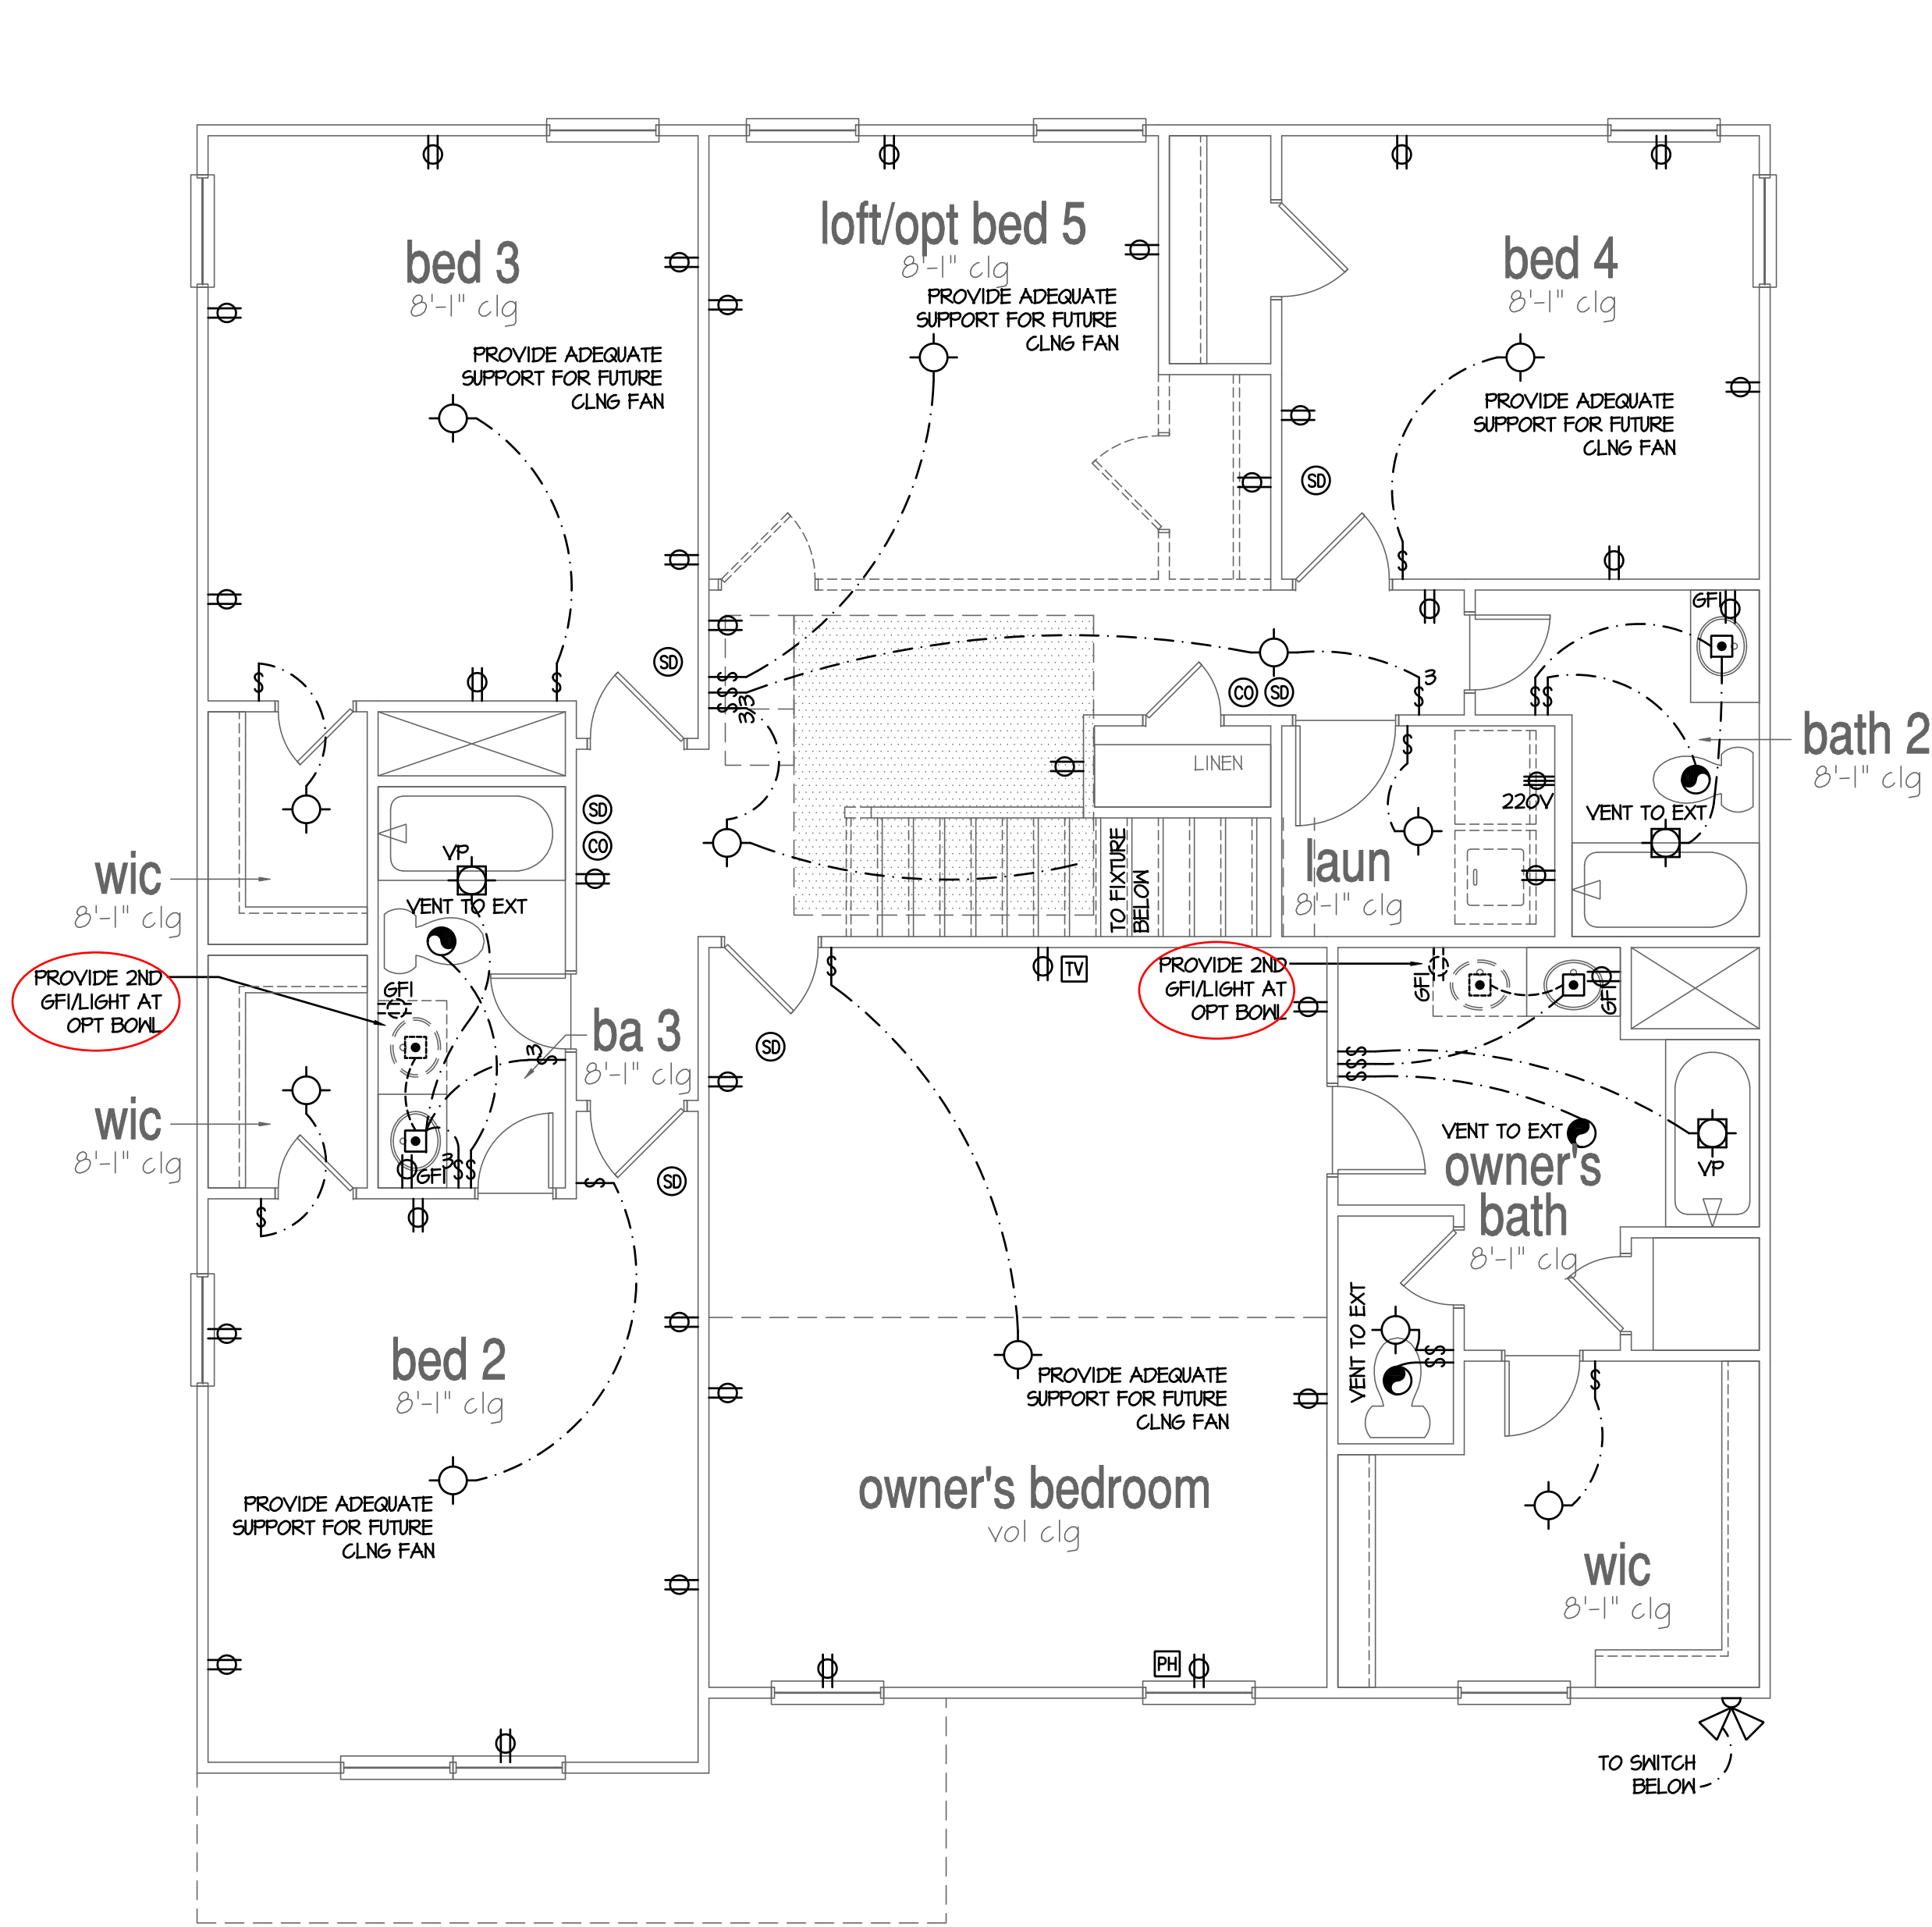 loft/opt bed 5
8'-1" clg
PROVIDE ADEQUATE
SUPPORT FOR FUTURE
CLNG FAN
bed 3
8'-1" clg
PROVIDE ADEQUATE
SUPPORT FOR FUTURE
CLNG FAN
bed 4
8'-1" clg
PROVIDE ADEQUATE
SUPPORT FOR FUTURE
CLNG FAN
SD
$
GFI
SD
$
$
$
$
$
3
3
CO
SD
$
3
$
$
$
bath 2
8'-1" clg
LINEN
$
220V
VENT TO EXT
SD
CO
VP
VENT TO EXT
wic
8'-1" clg
TO FIXTURE
BELOW
laun
8'-1" clg
PROVIDE 2ND
GFI/LIGHT AT
OPT BOWL
GFI
$
TV
PROVIDE 2ND
GFI/LIGHT AT
OPT BOWL
GFI
GFI
SD
ba 3
8'-1" clg
3
$
$
$
$
wic
8'-1" clg
3
GFI
$
$
$
$
SD
VENT TO EXT
VP
owner's
bath
8'-1" clg
VENT TO EXT
$
$
$
bed 2
8'-1" clg
PROVIDE ADEQUATE
SUPPORT FOR FUTURE
CLNG FAN
PROVIDE ADEQUATE
SUPPORT FOR FUTURE
CLNG FAN
owner's bedroom
vol clg
wic
8'-1" clg
PH
TO SWITCH
BELOW